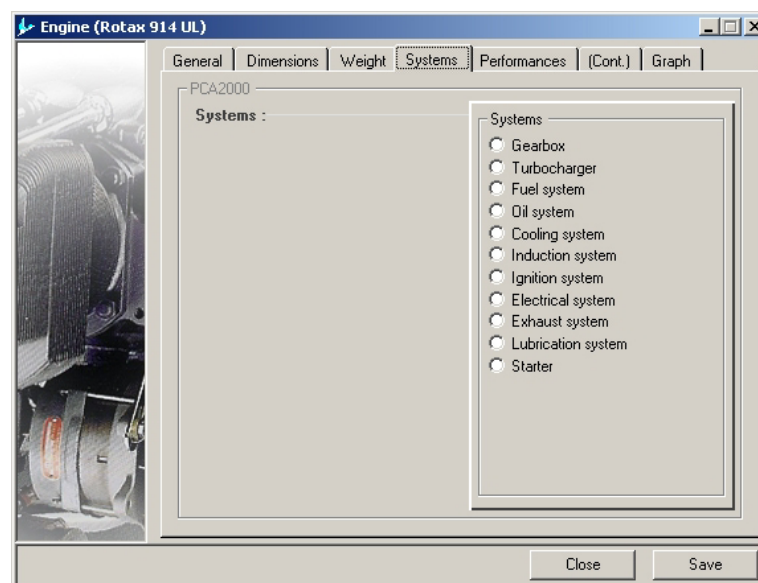 Engine (Rotax 914 UL)
General Dimensions Weight Systems Performances (Cont.) Graph
PCA2000
Systems :
Systems
Gearbox
Turbocharger
Fuel system
Oil system
Cooling system
Induction system
Ignition system
Electrical system
Exhaust system
Lubrication system
Starter
Close Save